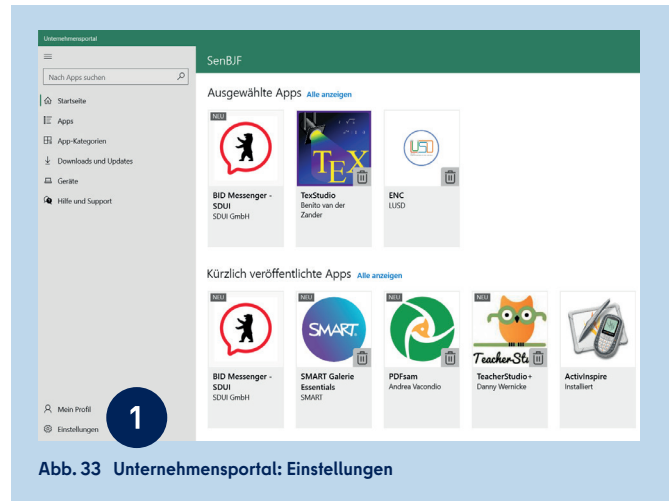 Unternehmensportal
SenBJF
Nach Apps suchen
Startseite
Apps
App-Kategorien
Downloads und Updates
Geräte
Hilfe und Support
Mein Profil
Einstellungen
1
Ausgewählte Apps Alle anzeigen
NEU
BID Messenger -
SDUI
SDUI GmbH
TEX
TexStudio
Benito van der
Zander
ENC
LUSD
Kürzlich veröffentlichte Apps Alle anzeigen
NEU
BID Messenger -
SDUI
SDUI GmbH
NEU
SMART
SMART Galerie
Essentials
SMART
NEU
PDFsam
Andrea Vacondio
NEU
TeacherStu
TeacherStudio+
Danny Wernicke
ActivInspire
Installiert
Abb. 33 Unternehmensportal: Einstellungen